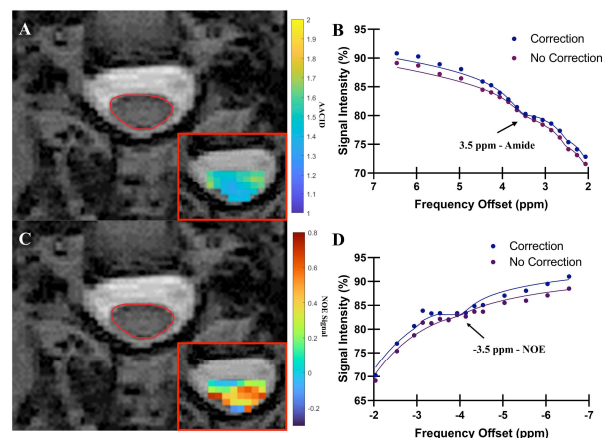 A
2
1.9
1.8
1.7
1.6
1.5
1.4
1.3
1.2
1.1
1
AACID
B
Correction
No Correction
100
95
90
85
80
75
70
Signal Intensity (%)
3.5 ppm - Amide
7
6
5
4
3
2
Frequency Offset (ppm)
C
0.8
0.6
0.4
0.2
0
-0.2
NOE Signal
D
Correction
No Correction
100
95
90
85
80
75
70
65
Signal Intensity (%)
-3.5 ppm - NOE
-2
-3
-4
-5
-6
-7
Frequency Offset (ppm)